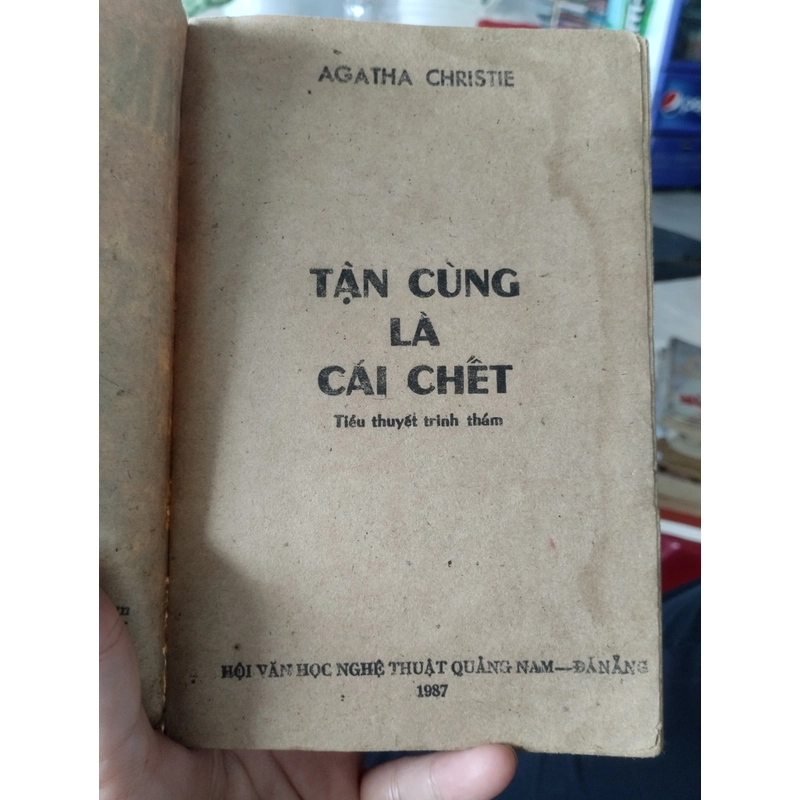 AGATHA CHRISTIE
TẬN CÙNG
LÀ
CÁI CHẾT
Tiểu thuyết trinh thám
HỘI VĂN HỌC NGHỆ THUẬT QUẢNG NAM—ĐÀ NẴNG
1987